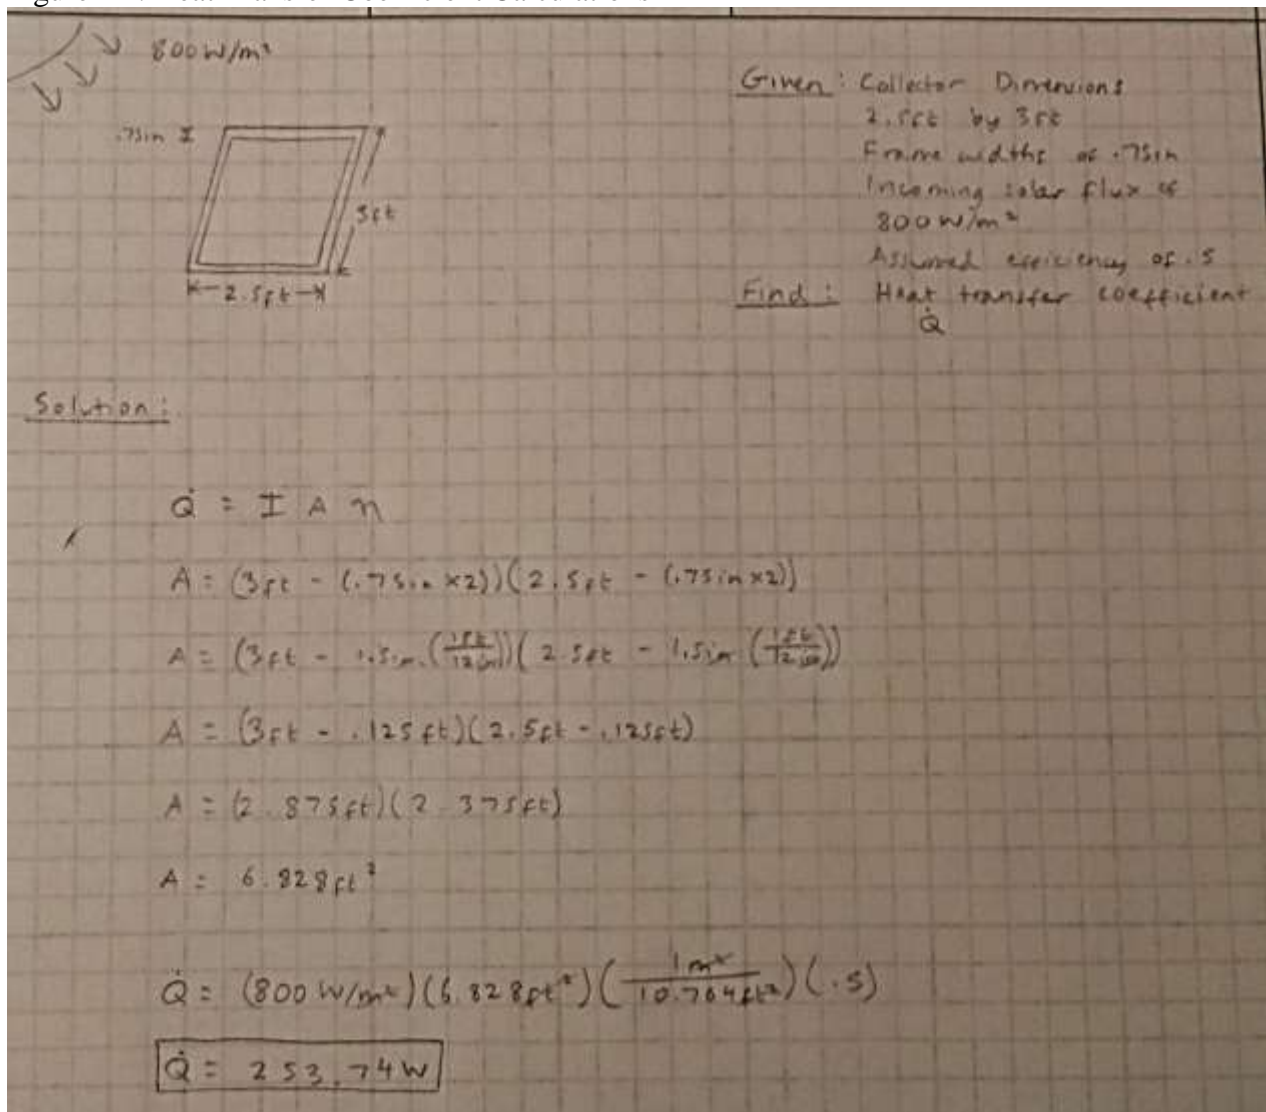 800 W/m²
.75in
3ft
2.5ft
Given: Collector Dimensions
2.5ft by 3ft
Frame widths of .75in
Incoming solar flux of
800 W/m²
Assumed efficiency of .5
Find: Heat transfer coefficient
Q̇
Solution:
Q̇ = I A η
A = (3ft - (.75in ×2))(2.5ft - (.75in ×2))
A = (3ft - 1.5in (1ft/12in))(2.5ft - 1.5in (1ft/12in))
A = (3ft - .125ft)(2.5ft - .125ft)
A = (2.875ft)(2.375ft)
A = 6.828ft²
Q̇ = (800 W/m²)(6.828ft²)(1m²/10.764ft²)(.5)
Q̇ = 253.74W